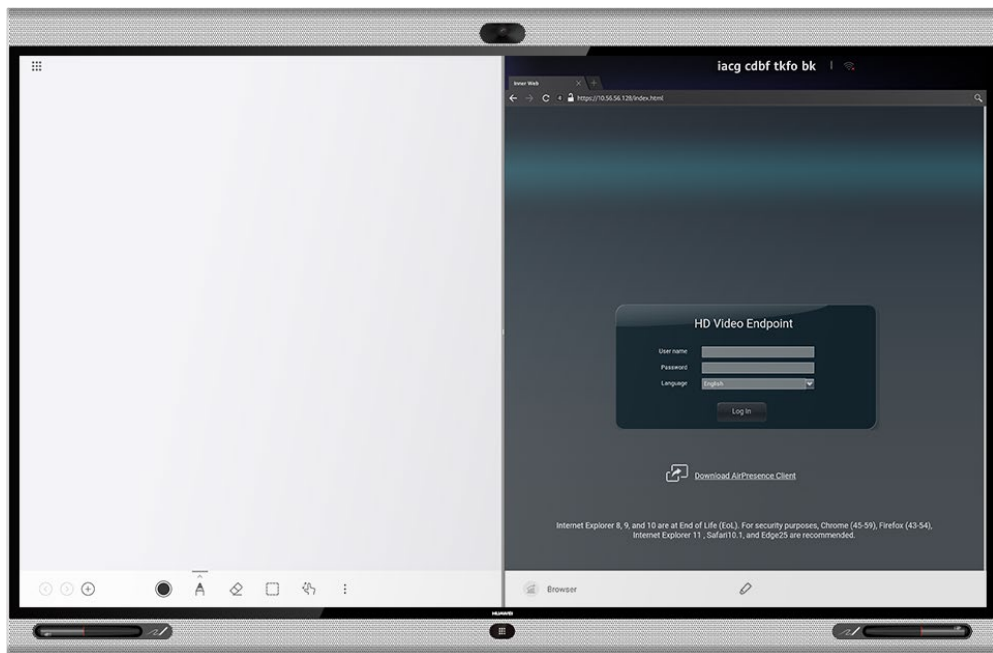 iacg cdbf tkfo bk
Inner Web
https://10.56.56.128/index.html
HD Video Endpoint
User name
Password
Language
English
Log in
Download AirPresence Client
Internet Explorer 8, 9, and 10 are at End of Life (EoL). For security purposes, Chrome (45-59), Firefox (43-54),
Internet Explorer 11 , Safari10.1, and Edge25 are recommended.
Browser
HUAWEI